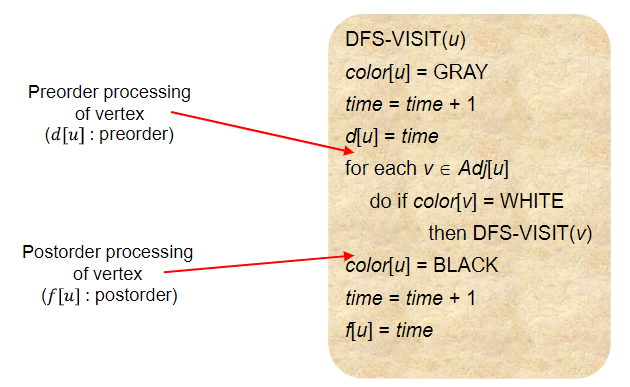 Preorder processing
of vertex
(d[u] : preorder)
Postorder processing
of vertex
(f[u] : postorder)
DFS-VISIT(u)
color[u] = GRAY
time = time + 1
d[u] = time
for each v ∈ Adj[u]
do if color[v] = WHITE
then DFS-VISIT(v)
color[u] = BLACK
time = time + 1
f[u] = time